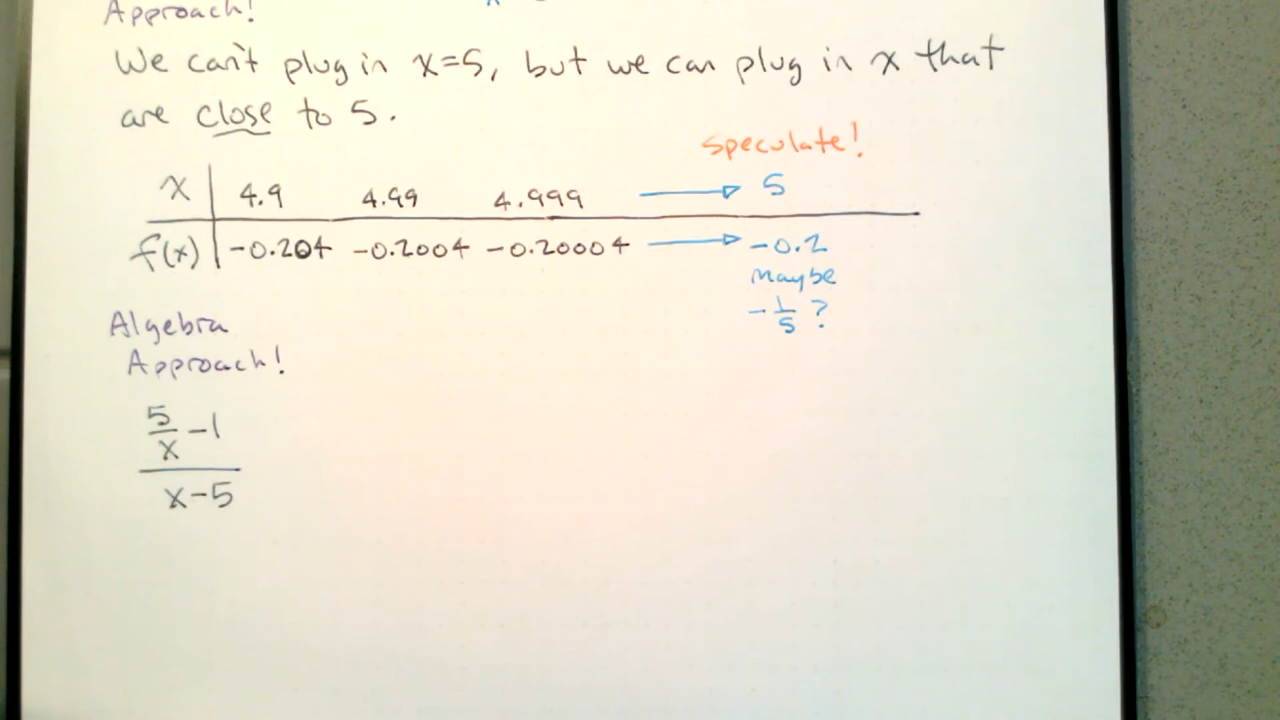 Approach!
We can't plug in x=5, but we can plug in x that
are close to 5.
speculate!
x | 4.9 4.99 4.999 → 5
f(x) | -0.204 -0.2004 -0.20004 → -0.2
Maybe
-1/5 ?
Algebra
Approach!
5/x - 1
x-5